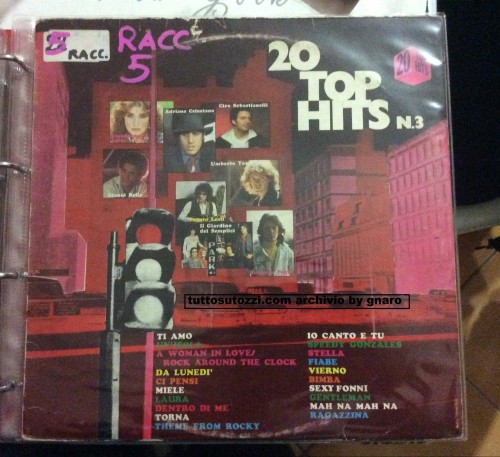 RACC.
RACC
5
20
TOP
HITS N.3
20
Adriano Celentano
Ciro Sebastianelli
Umberto
Il Giardino
dei Semplici
PARK
tuttosutozzi.com archivio by gnaro
TI AMO
A WOMAN IN LOVE/
ROCK AROUND THE CLOCK
DA LUNEDI'
CI PENSI
MIELE
LAURA
DENTRO DI ME
TORNA
THEME FROM ROCKY
IO CANTO E TU
SPEEDY GONZALES
STELLA
FIABE
VIERNO
BIMBA
SEXY FONNI
GENTLEMAN
MAH NA MAH NA
RAGAZZINA